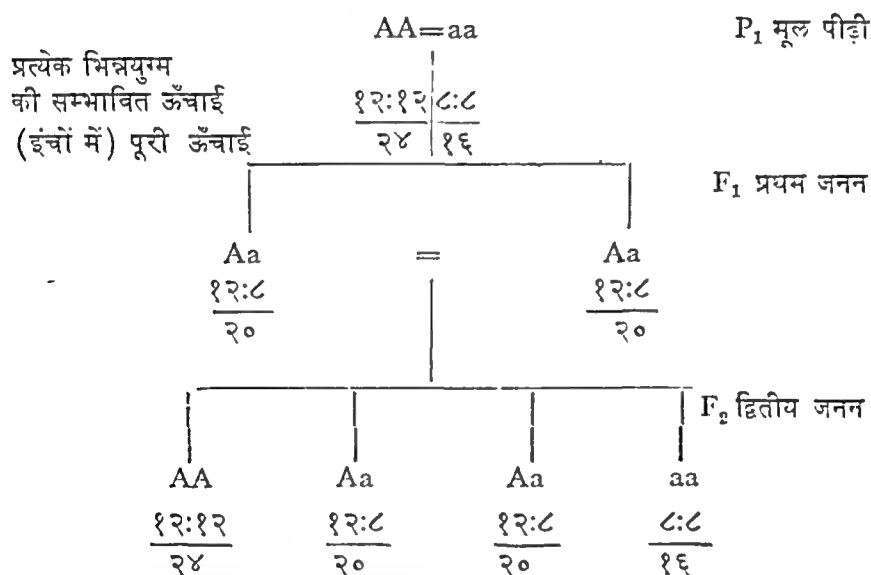 AA=aa
P₁ मूल पीढ़ी
प्रत्येक भिन्नयुग्म
की सम्भावित ऊँचाई
(इंचों में) पूरी ऊँचाई
१२:१२ ८:८
२४ १६
F₁ प्रथम जनन
Aa = Aa
१२:८ १२:८
२० २०
F₂ द्वितीय जनन
AA Aa Aa aa
१२:१२ १२:८ १२:८ ८:८
२४ २० २० १६